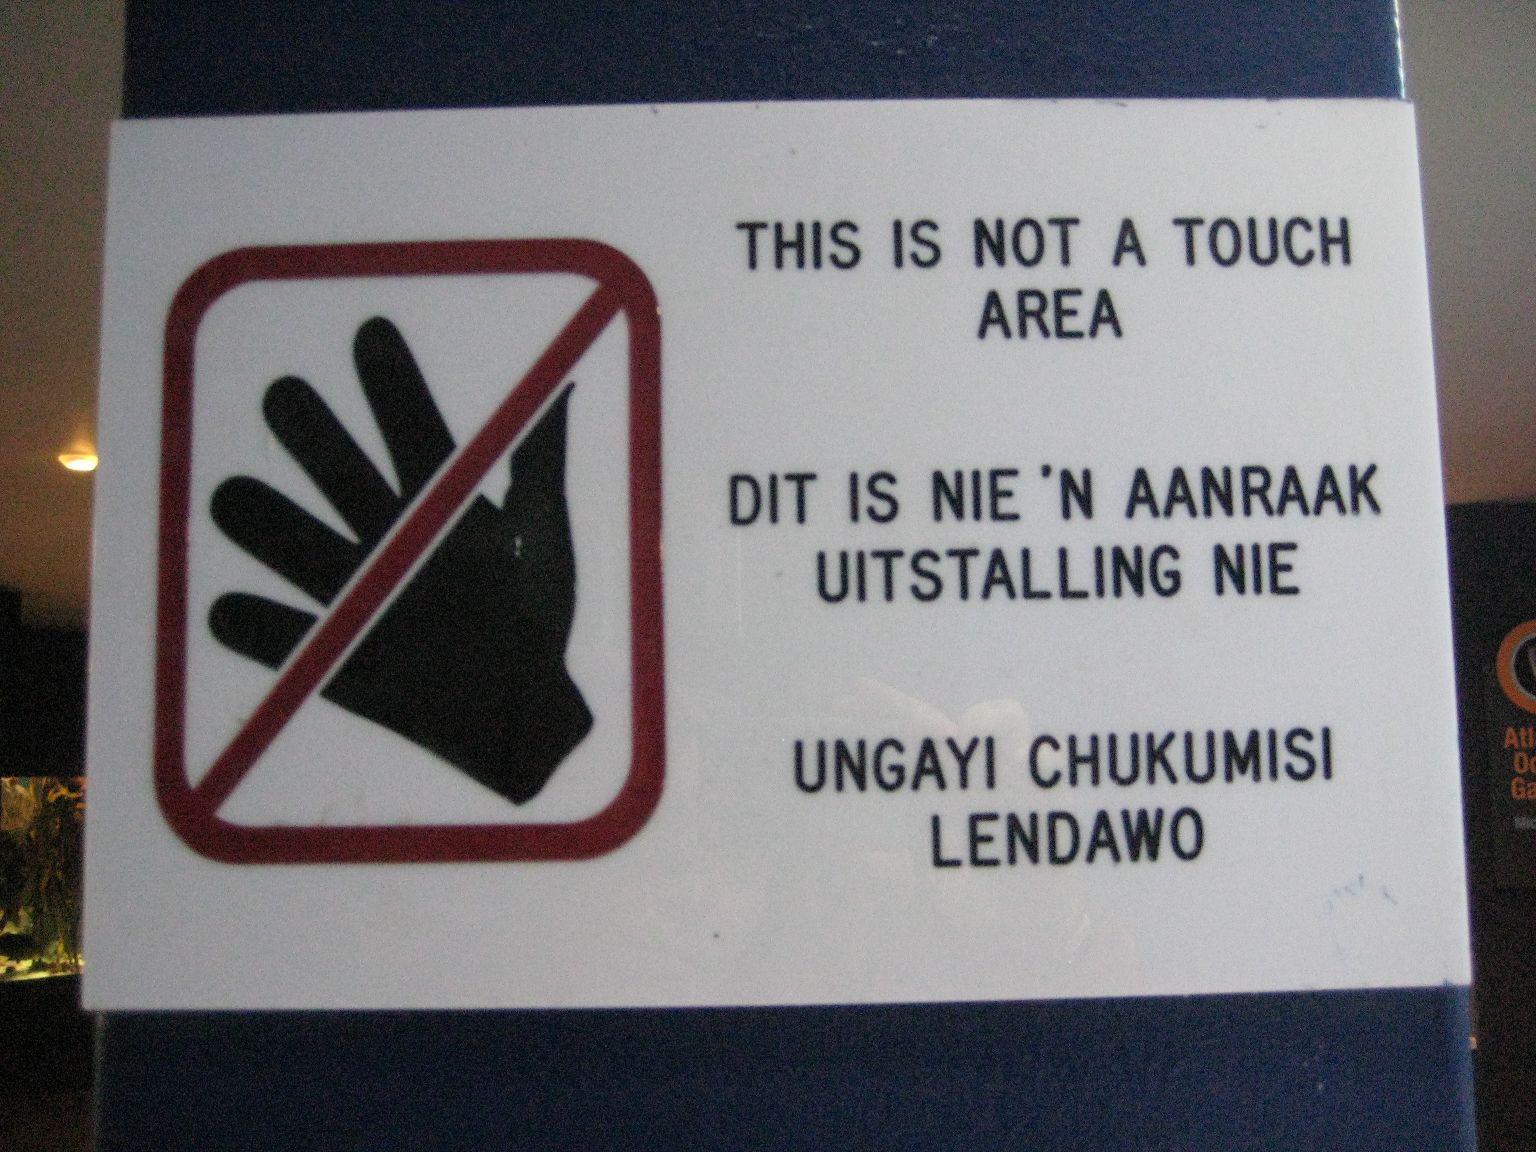 THIS IS NOT A TOUCH
AREA
DIT IS NIE 'N AANRAAK
UITSTALLING NIE
UNGAYI CHUKUMISI
LENDAWO